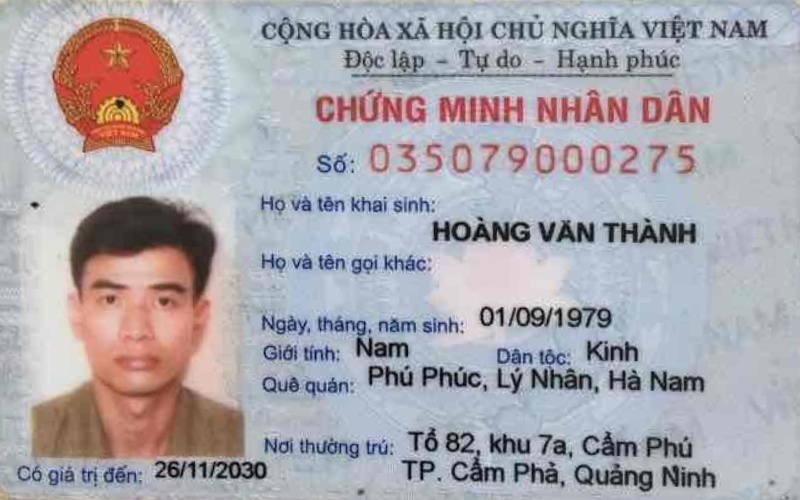 CỘNG HÒA XÃ HỘI CHỦ NGHĨA VIỆT NAM
Độc lập - Tự do - Hạnh phúc
CHỨNG MINH NHÂN DÂN
Số: 035079000275
Họ và tên khai sinh:
HOÀNG VĂN THÀNH
Họ và tên gọi khác:
Ngày, tháng, năm sinh: 01/09/1979
Giới tính: Nam Dân tộc: Kinh
Quê quán: Phú Phúc, Lý Nhân, Hà Nam
Nơi thường trú: Tổ 82, khu 7a, Cẩm Phú
TP. Cẩm Phả, Quảng Ninh
Có giá trị đến: 26/11/2030